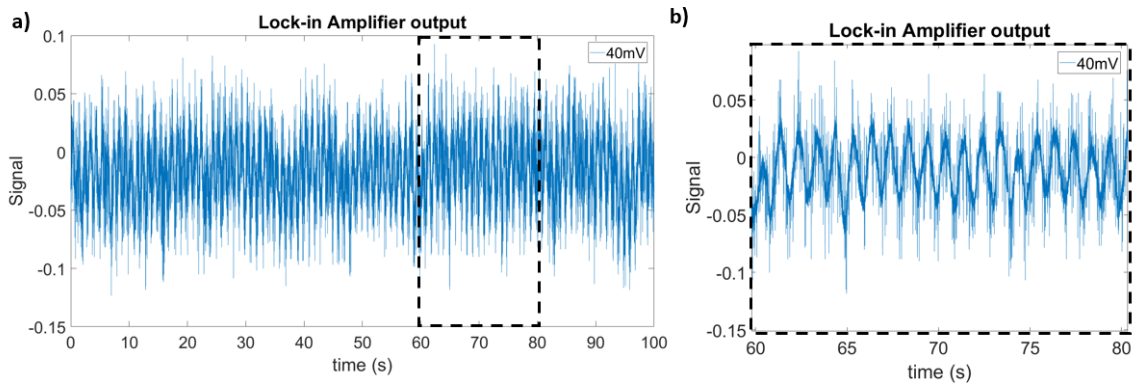 a)
Lock-in Amplifier output
0.1
0.05
0
-0.05
-0.1
-0.15
Signal
40mV
0 10 20 30 40 50 60 70 80 90 100
time (s)
b)
Lock-in Amplifier output
0.05
0
-0.05
-0.1
-0.15
Signal
40mV
60 65 70 75 80
time (s)